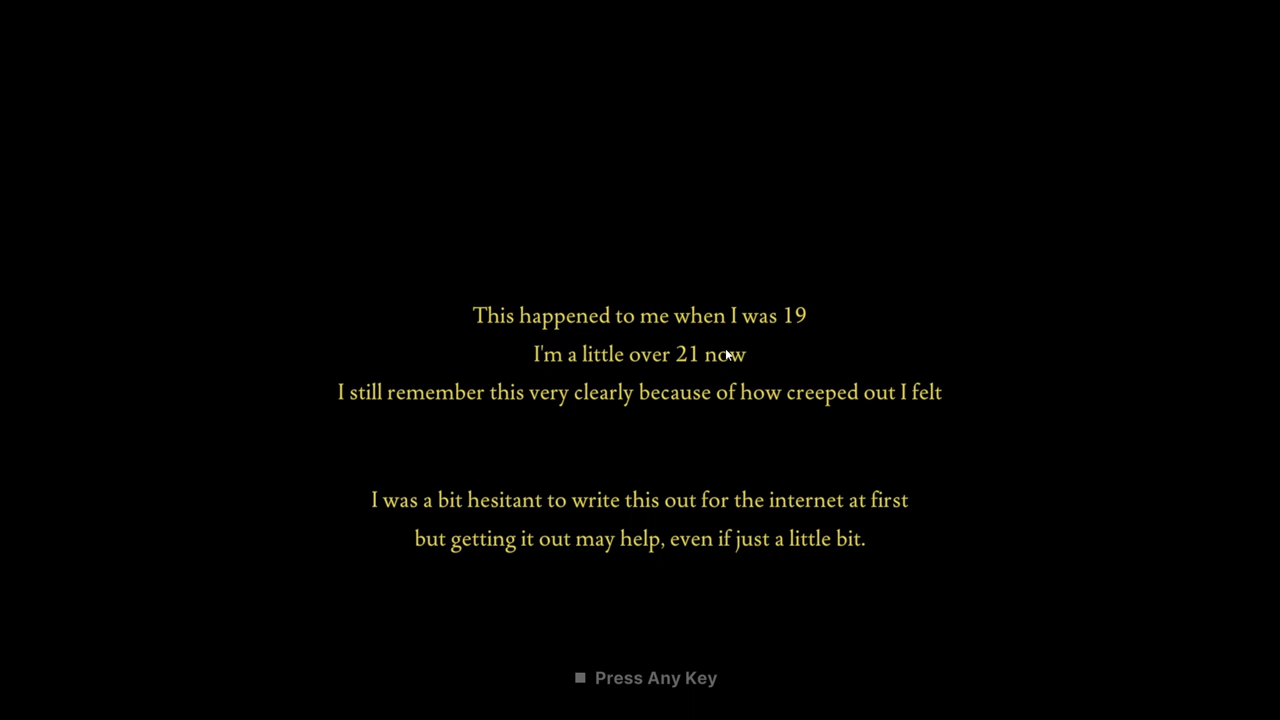 This happened to me when I was 19
I'm a little over 21 now
I still remember this very clearly because of how creeped out I felt
I was a bit hesitant to write this out for the internet at first
but getting it out may help, even if just a little bit.
Press Any Key